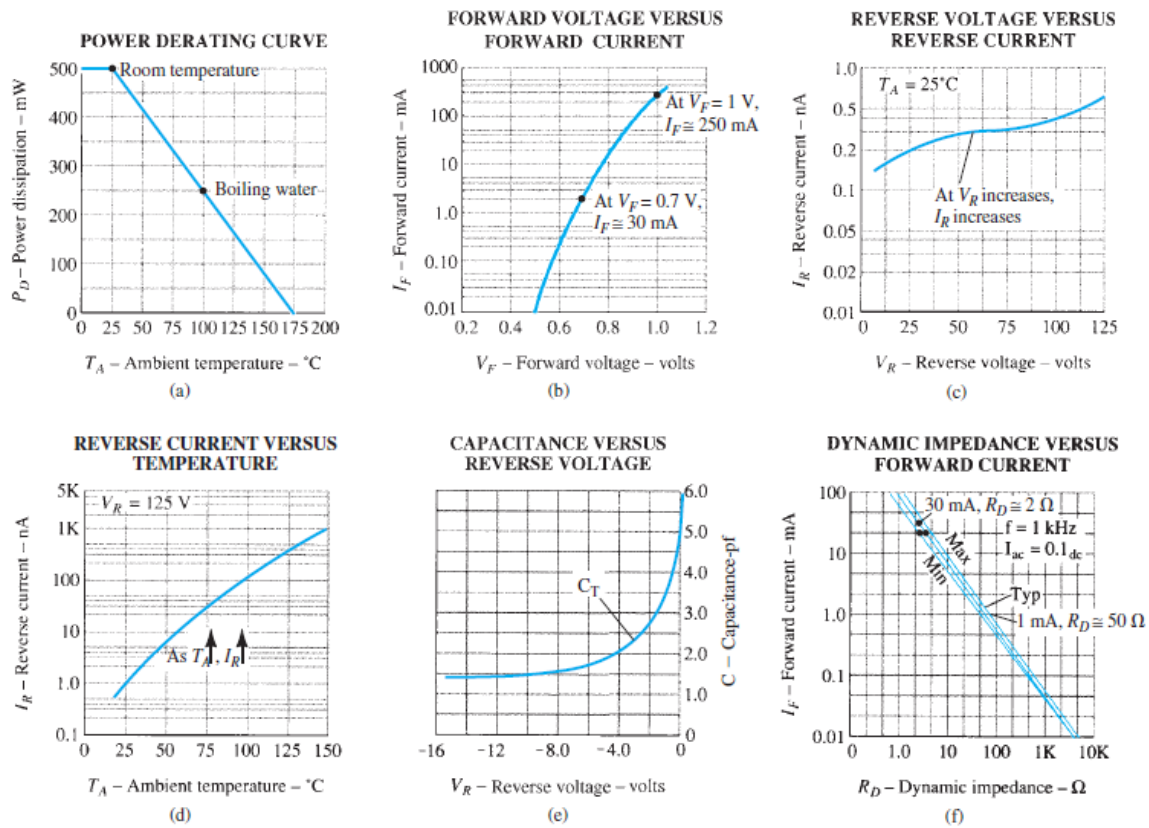 POWER DERATING CURVE
500
400
300
200
100
0
Room temperature
Boiling water
0 25 50 75 100 125 150 175 200
P_D – Power dissipation – mW
T_A – Ambient temperature – °C
(a)
FORWARD VOLTAGE VERSUS
FORWARD CURRENT
1000
100
10
1.0
0.10
0.01
At V_F = 1 V,
I_F ≅ 250 mA
At V_F = 0.7 V,
I_F ≅ 30 mA
0.2 0.4 0.6 0.8 1.0 1.2
I_F – Forward current – mA
V_F – Forward voltage – volts
(b)
REVERSE VOLTAGE VERSUS
REVERSE CURRENT
1.0
0.5
0.2
0.1
0.05
0.02
0.01
T_A = 25°C
At V_R increases,
I_R increases
0 25 50 75 100 125
I_R – Reverse current – nA
V_R – Reverse voltage – volts
(c)
REVERSE CURRENT VERSUS
TEMPERATURE
5K
1K
100
10
1.0
0.1
V_R = 125 V
As T_A↑, I_R↑
0 25 50 75 100 125 150
I_R – Reverse current – nA
T_A – Ambient temperature – °C
(d)
CAPACITANCE VERSUS
REVERSE VOLTAGE
6.0
5.0
4.0
3.0
2.0
1.0
0
C_T
-16 -12 -8.0 -4.0 0
C – Capacitance-pf
V_R – Reverse voltage – volts
(e)
DYNAMIC IMPEDANCE VERSUS
FORWARD CURRENT
100
10
1.0
0.1
0.01
30 mA, R_D ≅ 2 Ω
f = 1 kHz
I_ac = 0.1_dc
Max
Min
Typ
1 mA, R_D ≅ 50 Ω
0 1.0 10 100 1K 10K
I_F – Forward current – mA
R_D – Dynamic impedance – Ω
(f)